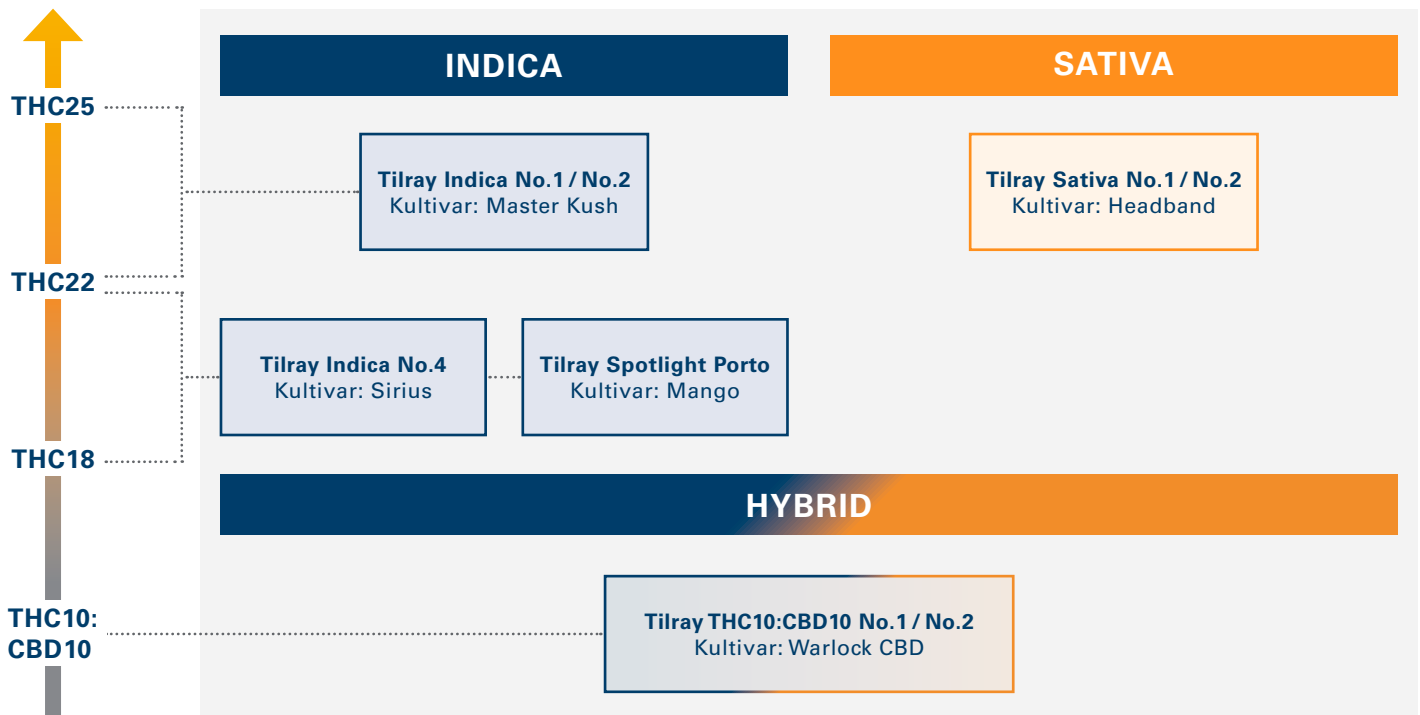 INDICA
SATIVA
THC25
Tilray Indica No.1 / No.2
Kultivar: Master Kush
Tilray Sativa No.1 / No.2
Kultivar: Headband
THC22
Tilray Indica No.4
Kultivar: Sirius
Tilray Spotlight Porto
Kultivar: Mango
THC18
HYBRID
THC10:
CBD10
Tilray THC10:CBD10 No.1 / No.2
Kultivar: Warlock CBD